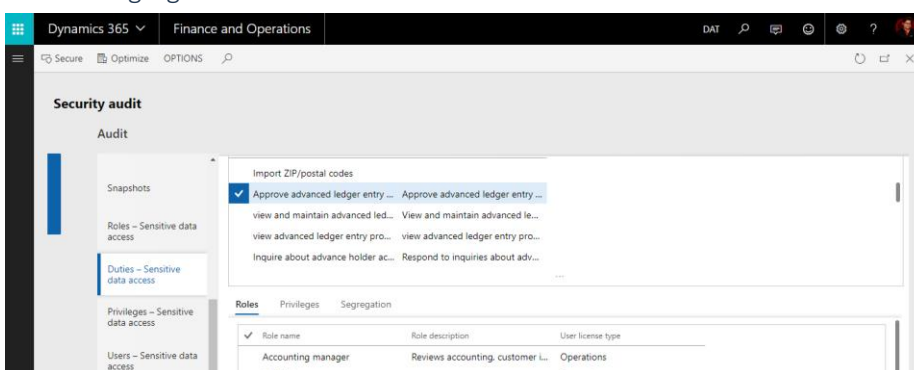 Dynamics 365 Finance and Operations DAT ?
Secure Optimize OPTIONS
Security audit
Audit
Snapshots
Roles – Sensitive data
access
Duties – Sensitive
data access
Privileges – Sensitive
data access
Users – Sensitive data
access
Import ZIP/postal codes
Approve advanced ledger entry ... Approve advanced ledger entry ...
view and maintain advanced led... View and maintain advanced le...
view advanced ledger entry pro... view advanced ledger entry pro...
Inquire about advance holder ac... Respond to inquiries about adv...
Roles Privileges Segregation
Role name Role description User license type
Accounting manager Reviews accounting, customer i... Operations